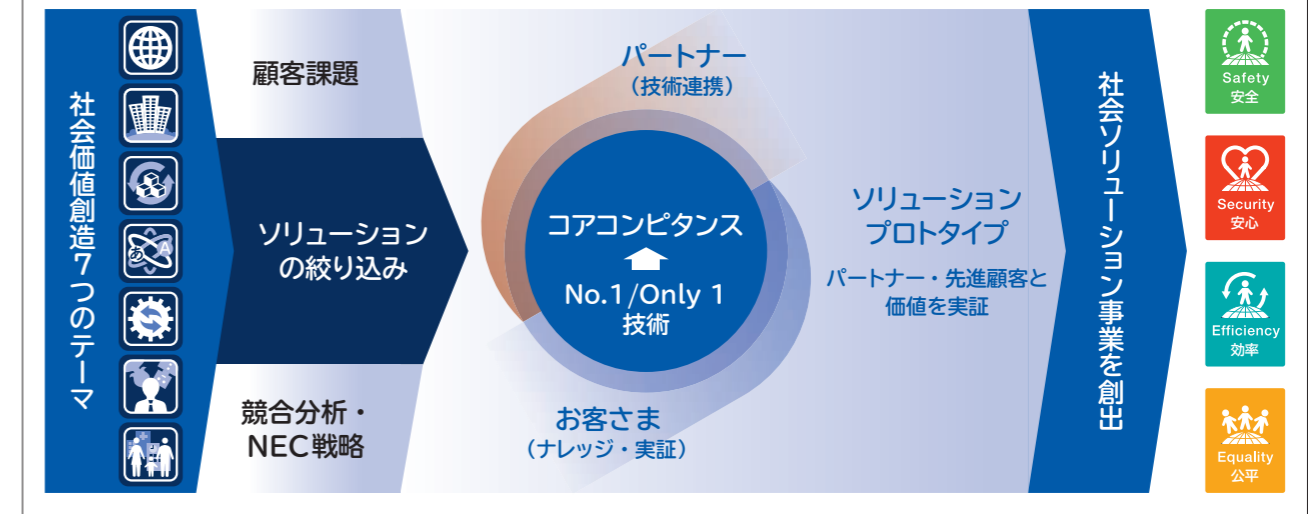 社会価値創造7つのテーマ
顧客課題
ソリューション
の絞り込み
競合分析・
NEC戦略
パートナー
（技術連携）
コアコンピタンス
No.1/Only 1
技術
お客さま
（ナレッジ・実証）
ソリューション
プロトタイプ
パートナー・先進顧客と
価値を実証
社会ソリューション事業を創出
Safety
安全
Security
安心
Efficiency
効率
Equality
公平
あ
A